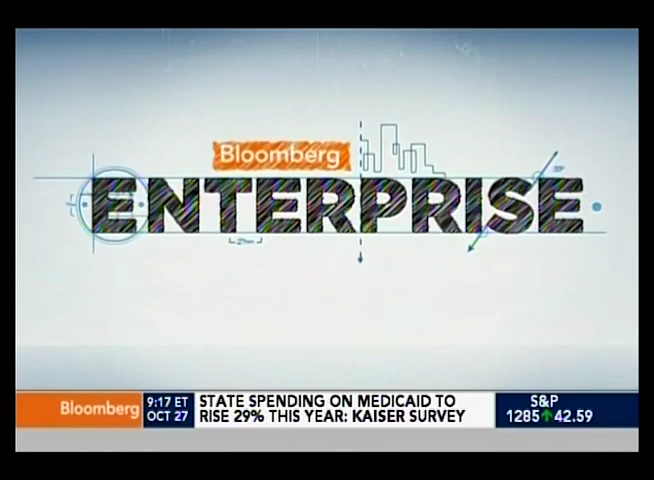 Bloomberg
ENTERPRISE
Bloomberg
9:17 ET
OCT 27
STATE SPENDING ON MEDICAID TO
RISE 29% THIS YEAR: KAISER SURVEY
S&P
1285↑42.59